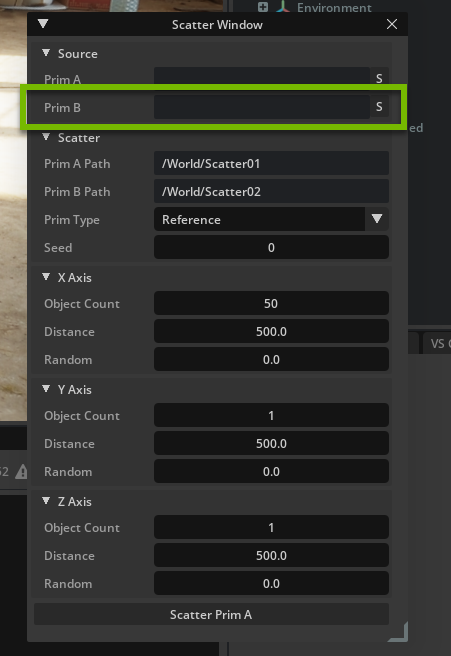 Environment
Scatter Window
Source
Prim A S
Prim B S
ed
Scatter
Prim A Path /World/Scatter01
Prim B Path /World/Scatter02
Prim Type Reference
Seed 0
X Axis
Object Count 50
Distance 500.0
VS
Random 0.0
Y Axis
Object Count 1
Distance 500.0
Random 0.0
52
Z Axis
Object Count 1
Distance 500.0
Random 0.0
Scatter Prim A